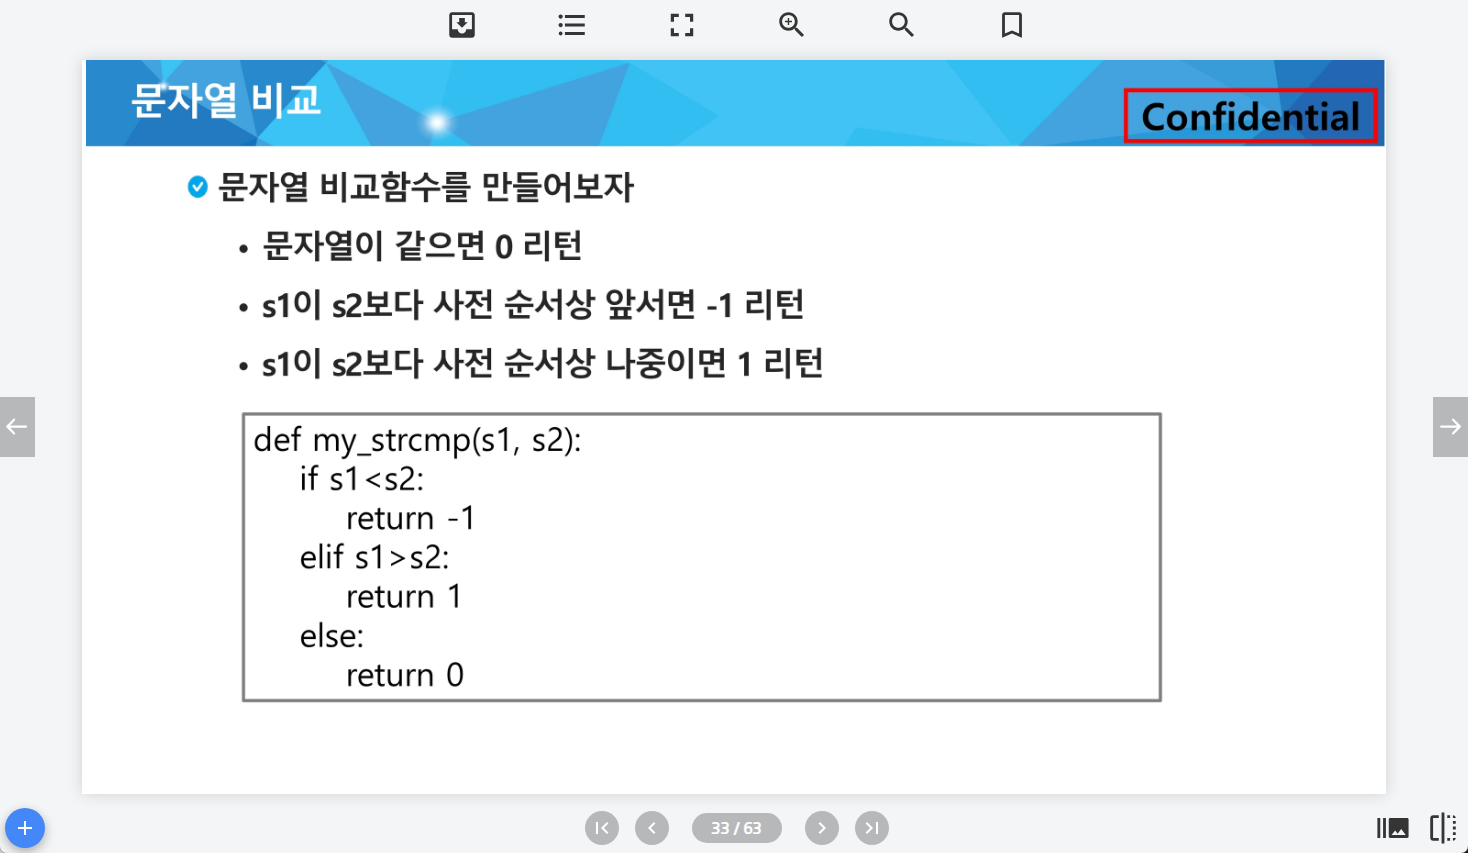 문자열 비교
Confidential
문자열 비교함수를 만들어보자
• 문자열이 같으면 0 리턴
• s1이 s2보다 사전 순서상 앞서면 -1 리턴
• s1이 s2보다 사전 순서상 나중이면 1 리턴
def my_strcmp(s1, s2):
if s1<s2:
return -1
elif s1>s2:
return 1
else:
return 0
33 / 63